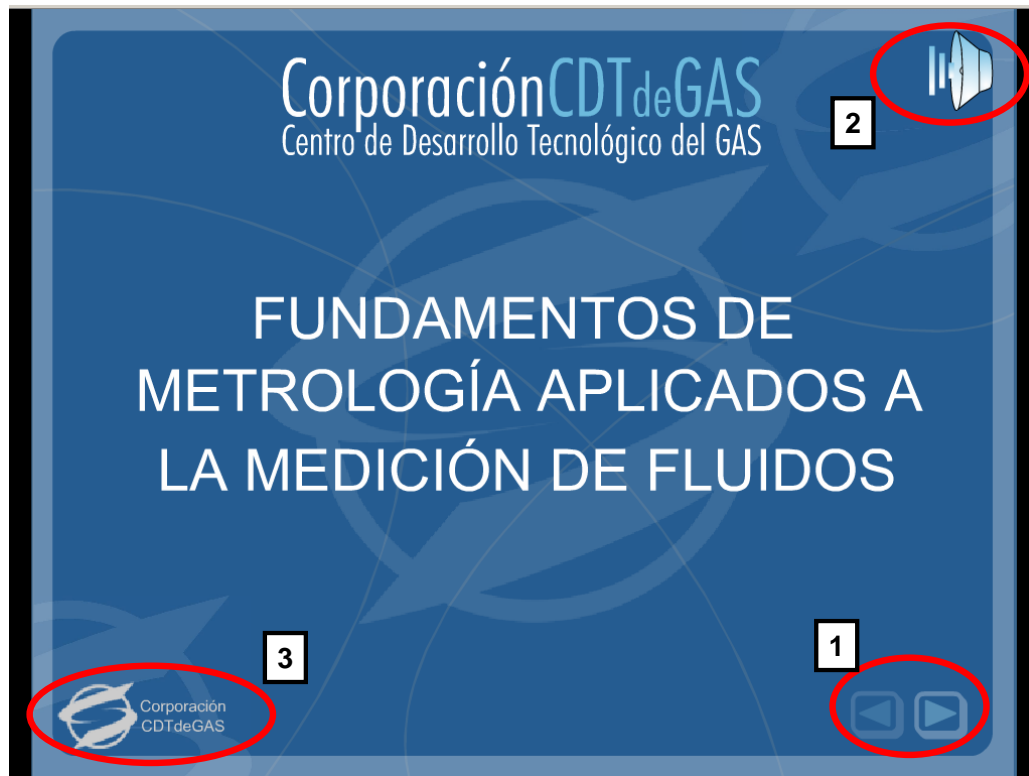 CorporaciónCDTdeGAS
Centro de Desarrollo Tecnológico del GAS
2
FUNDAMENTOS DE
METROLOGÍA APLICADOS A
LA MEDICIÓN DE FLUIDOS
3
1
Corporación
CDTdeGAS